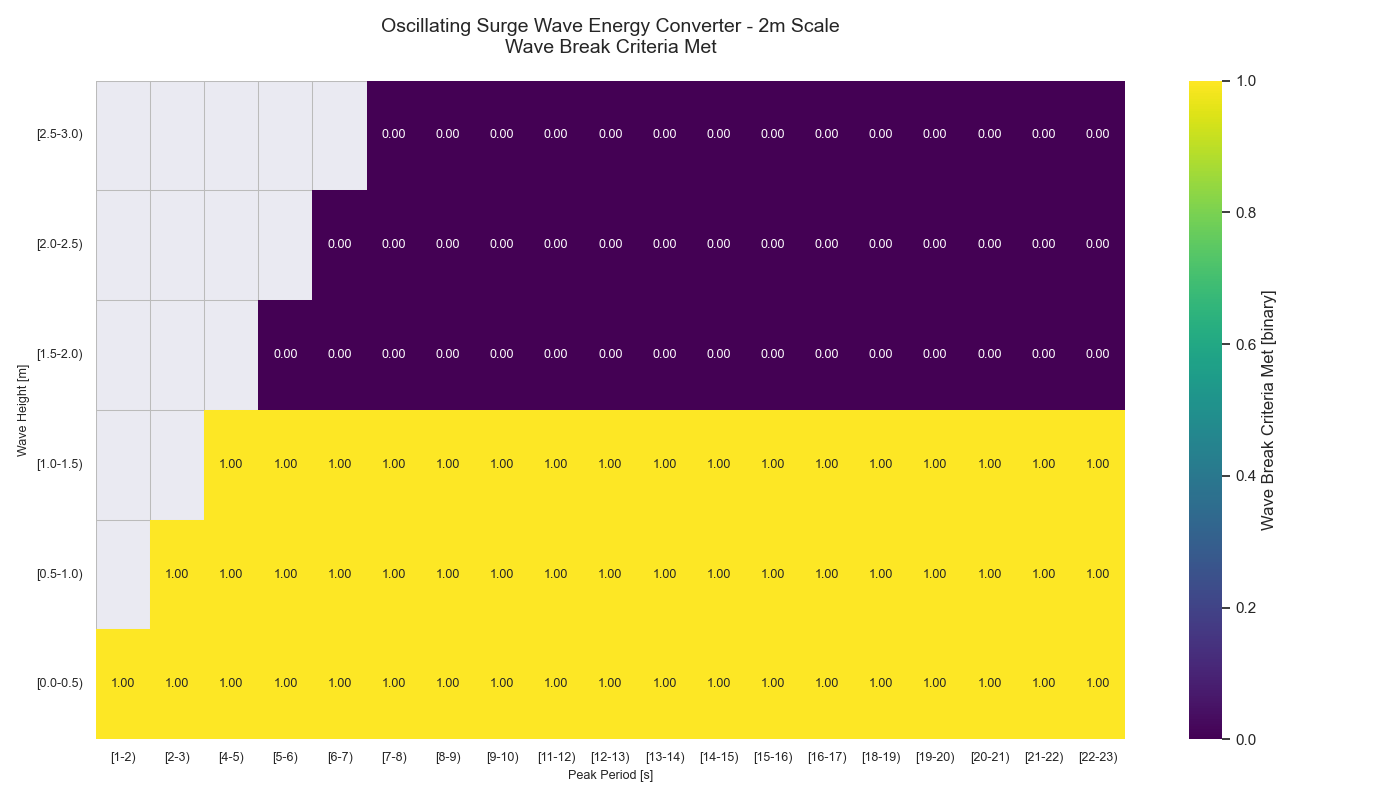 Oscillating Surge Wave Energy Converter - 2m Scale
Wave Break Criteria Met
[2.5-3.0) 0.00 0.00 0.00 0.00 0.00 0.00 0.00 0.00 0.00 0.00 0.00 0.00 0.00 0.00
[2.0-2.5) 0.00 0.00 0.00 0.00 0.00 0.00 0.00 0.00 0.00 0.00 0.00 0.00 0.00 0.00 0.00
[1.5-2.0) 0.00 0.00 0.00 0.00 0.00 0.00 0.00 0.00 0.00 0.00 0.00 0.00 0.00 0.00 0.00 0.00
[1.0-1.5) 1.00 1.00 1.00 1.00 1.00 1.00 1.00 1.00 1.00 1.00 1.00 1.00 1.00 1.00 1.00 1.00 1.00
[0.5-1.0) 1.00 1.00 1.00 1.00 1.00 1.00 1.00 1.00 1.00 1.00 1.00 1.00 1.00 1.00 1.00 1.00 1.00 1.00
[0.0-0.5) 1.00 1.00 1.00 1.00 1.00 1.00 1.00 1.00 1.00 1.00 1.00 1.00 1.00 1.00 1.00 1.00 1.00 1.00 1.00
Wave Height [m]
[1-2) [2-3) [4-5) [5-6) [6-7) [7-8) [8-9) [9-10) [11-12) [12-13) [13-14) [14-15) [15-16) [16-17) [18-19) [19-20) [20-21) [21-22) [22-23)
Peak Period [s]
1.0
0.8
0.6
0.4
0.2
0.0
Wave Break Criteria Met [binary]